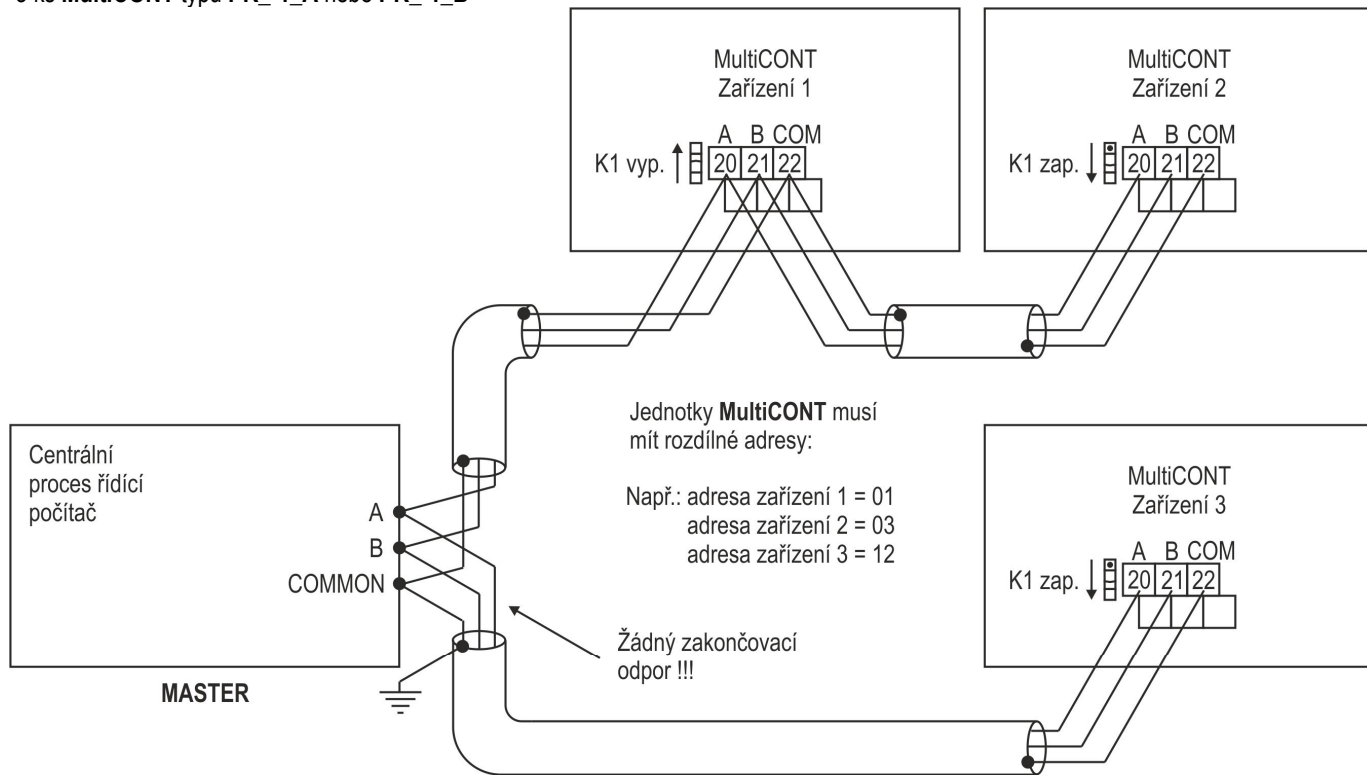 MultiCONT
Zařízení 1
A B COM
K1 vyp.
20 21 22
MultiCONT
Zařízení 2
A B COM
K1 zap.
20 21 22
Jednotky MultiCONT musí
mít rozdílné adresy:
Např.: adresa zařízení 1 = 01
adresa zařízení 2 = 03
adresa zařízení 3 = 12
Centrální
proces řídící
počítač
A
B
COMMON
MASTER
Žádný zakončovací
odpor !!!
MultiCONT
Zařízení 3
A B COM
K1 zap.
20 21 22